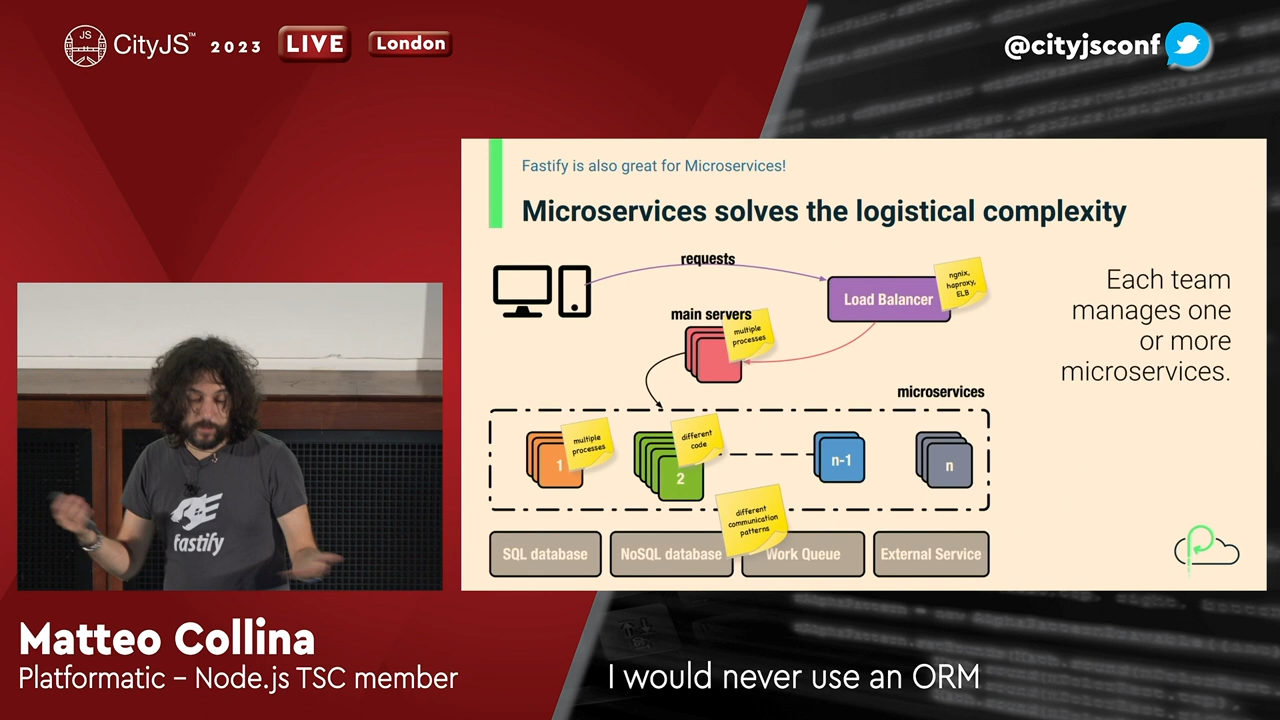 JS
CityJS™ 2023 LIVE London
@cityjsconf
Fastify is also great for Microservices!
Microservices solves the logistical complexity
requests
ngnix,
haproxy,
ELB
Load Balancer
Each team
manages one
or more
microservices.
main servers
multiple
processes
microservices
1
multiple
processes
2
different
code
n-1
n
different
communication
patterns
SQL database
NoSQL database
Work Queue
External Service
fastify
Matteo Collina
Platformatic – Node.js TSC member
I would never use an ORM